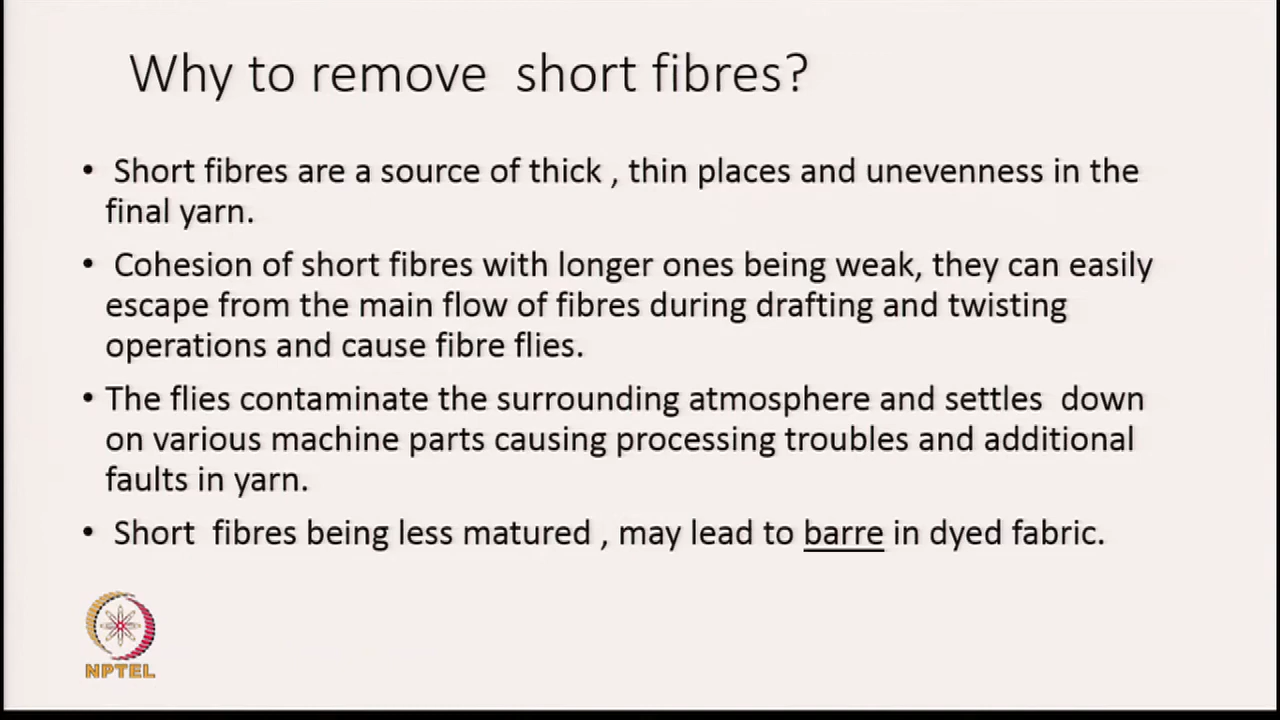 Why to remove short fibres?
• Short fibres are a source of thick , thin places and unevenness in the
final yarn.
• Cohesion of short fibres with longer ones being weak, they can easily
escape from the main flow of fibres during drafting and twisting
operations and cause fibre flies.
• The flies contaminate the surrounding atmosphere and settles down
on various machine parts causing processing troubles and additional
faults in yarn.
• Short fibres being less matured , may lead to barre in dyed fabric.
NPTEL